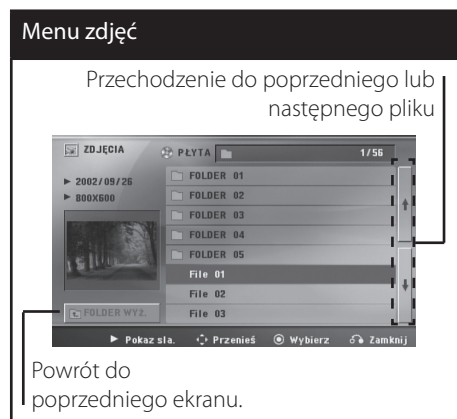 Menu zdjęć
Przechodzenie do poprzedniego lub
następnego pliku
ZDJĘCIA
PŁYTA
1/56
2002/09/26
800X600
FOLDER 01
FOLDER 02
FOLDER 03
FOLDER 04
FOLDER 05
File 01
File 02
File 03
FOLDER WYŻ.
Pokaz sla.
Przenieś
Wybierz
Zamknij
Powrót do
poprzedniego ekranu.